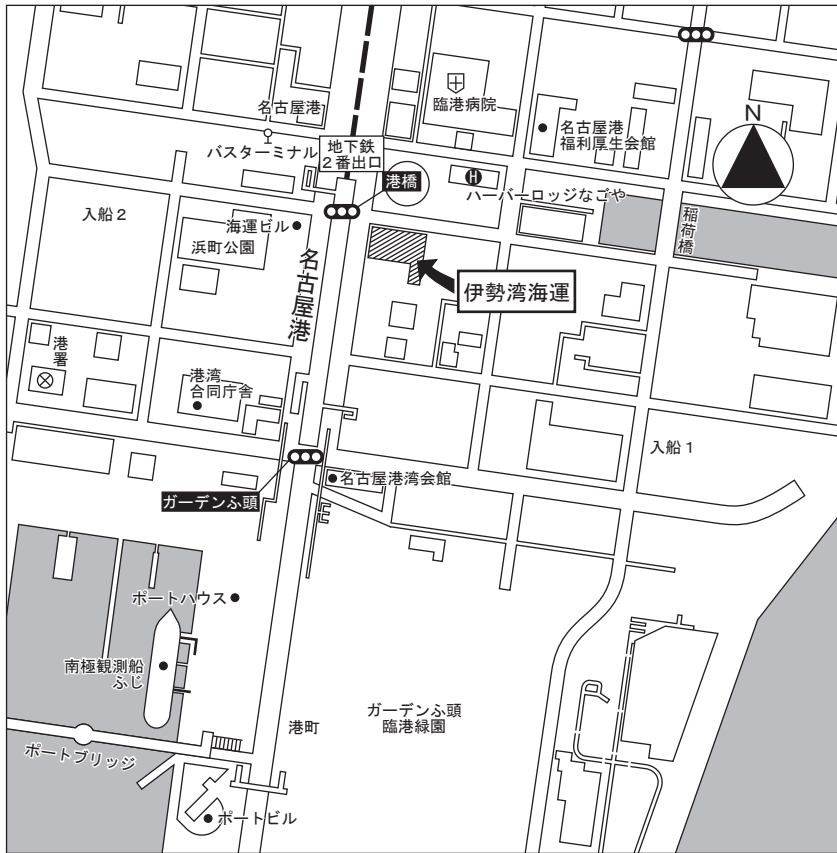 臨港病院
名古屋港
バスターミナル
地下鉄
2番出口
名古屋港
福利厚生会館
N
港橋
H
ハーバーロッジなごや
入船2
海運ビル
浜町公園
稲荷橋
名古屋港
伊勢湾海運
港署
港湾
合同庁舎
入船1
名古屋港湾会館
ガーデンふ頭
ポートハウス
南極観測船
ふじ
港町
ガーデンふ頭
臨港緑園
ポートブリッジ
ポートビル